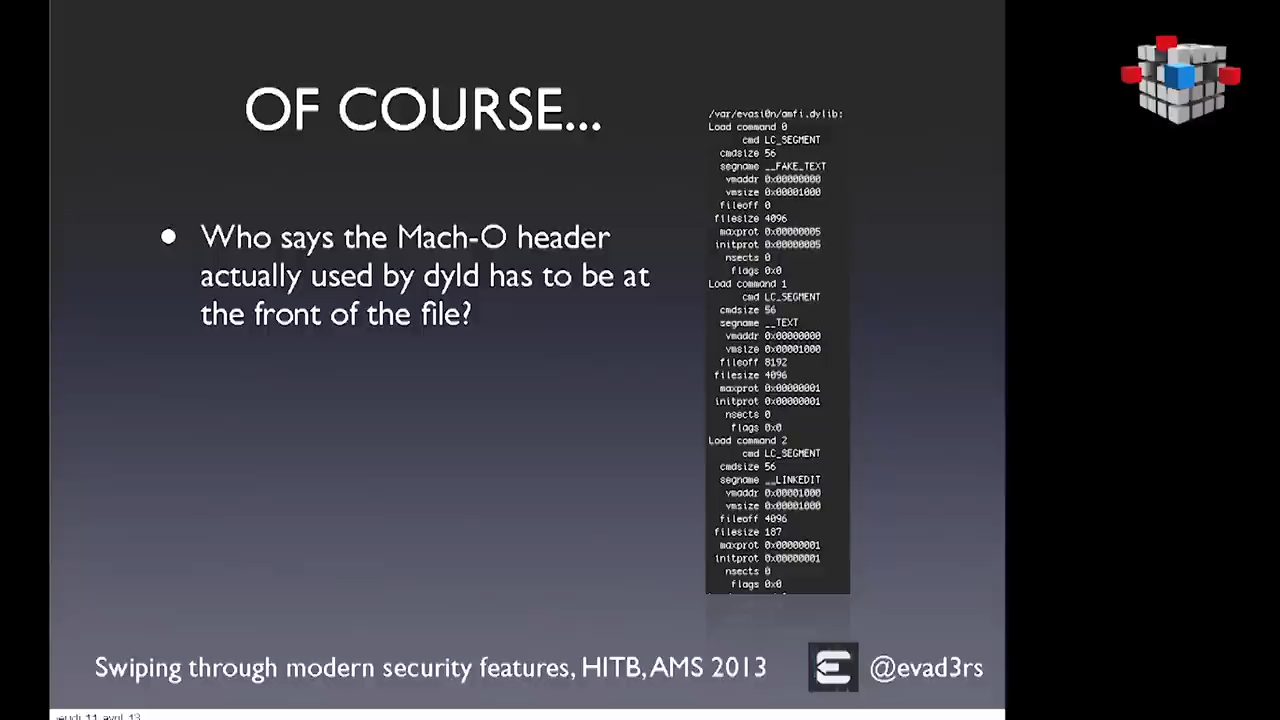 OF COURSE...
• Who says the Mach-O header
actually used by dyld has to be at
the front of the file?
/var/evasi0n/amfi.dylib:
Load command 0
cmd LC_SEGMENT
cmdsize 56
segname __FAKE_TEXT
vmaddr 0x00000000
vmsize 0x00001000
fileoff 0
filesize 4096
maxprot 0x00000005
initprot 0x00000005
nsects 0
flags 0x0
Load command 1
cmd LC_SEGMENT
cmdsize 56
segname __TEXT
vmaddr 0x00000000
vmsize 0x00001000
fileoff 8192
filesize 4096
maxprot 0x00000001
initprot 0x00000001
nsects 0
flags 0x0
Load command 2
cmd LC_SEGMENT
cmdsize 56
segname __LINKEDIT
vmaddr 0x00001000
vmsize 0x00001000
fileoff 4096
filesize 187
maxprot 0x00000001
initprot 0x00000001
nsects 0
flags 0x0
Swiping through modern security features, HITB, AMS 2013
@evad3rs
jeudi 11 avril 13